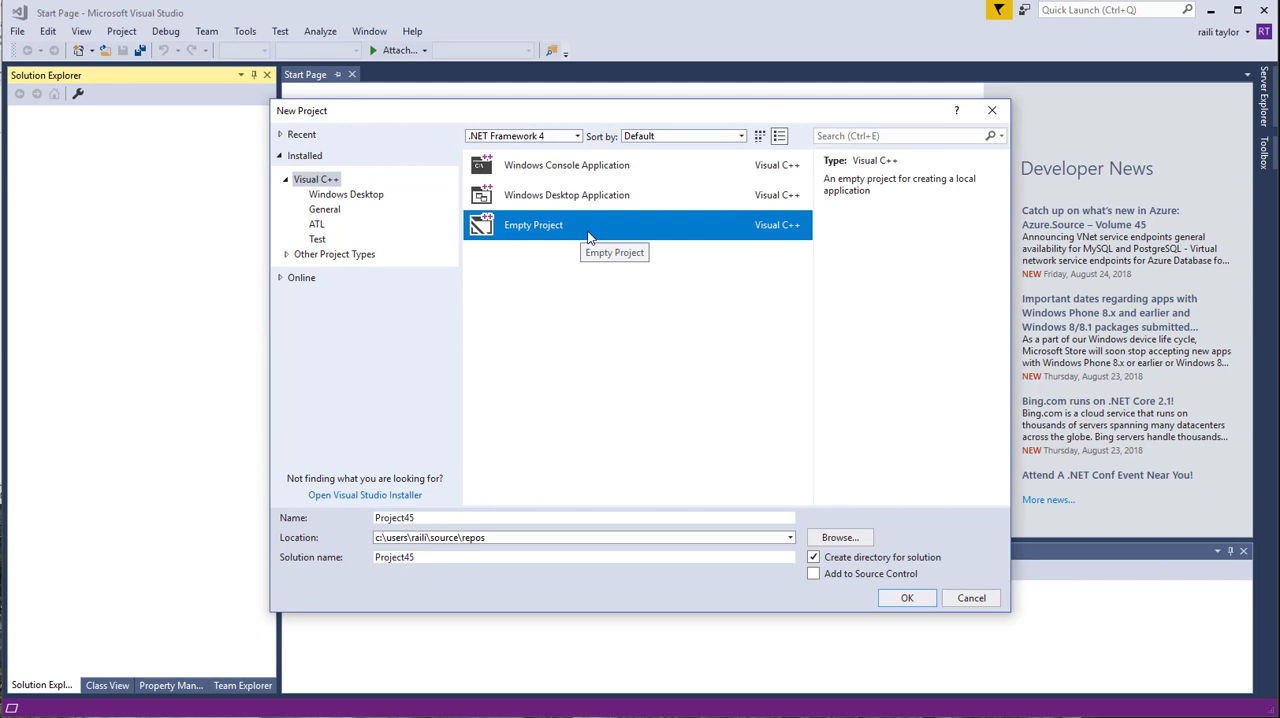 Start Page - Microsoft Visual Studio
Quick Launch (Ctrl+Q)
File Edit View Project Debug Team Tools Test Analyze Window Help
raili taylor RT
Attach...
Solution Explorer
Start Page
Server Explorer
Toolbox
New Project
? 
Recent
.NET Framework 4
Sort by: Default
Search (Ctrl+E)
Installed
Visual C++
Windows Desktop
General
ATL
Test
Other Project Types
Online
Windows Console Application Visual C++
Windows Desktop Application Visual C++
Empty Project Visual C++
Empty Project
Type: Visual C++
An empty project for creating a local
application
Not finding what you are looking for?
Open Visual Studio Installer
Name: Project45
Location: c:\users\raili\source\repos
Browse...
Solution name: Project45
Create directory for solution
Add to Source Control
OK Cancel
Developer News
Catch up on what's new in Azure:
Azure.Source – Volume 45
Announcing VNet service endpoints general
availability for MySQL and PostgreSQL - Virtual
network service endpoints for Azure Database fo...
NEW Friday, August 24, 2018
Important dates regarding apps with
Windows Phone 8.x and earlier and
Windows 8/8.1 packages submitted...
As a part of our Windows device life cycle,
Microsoft Store will soon stop accepting new apps
with Windows Phone 8.x or earlier or Windows 8...
NEW Thursday, August 23, 2018
Bing.com runs on .NET Core 2.1!
Bing.com is a cloud service that runs on
thousands of servers spanning many datacenters
across the globe. Bing servers handle thousands...
NEW Thursday, August 23, 2018
Attend A .NET Conf Event Near You!
More news...
Solution Expl... Class View Property Man... Team Explorer